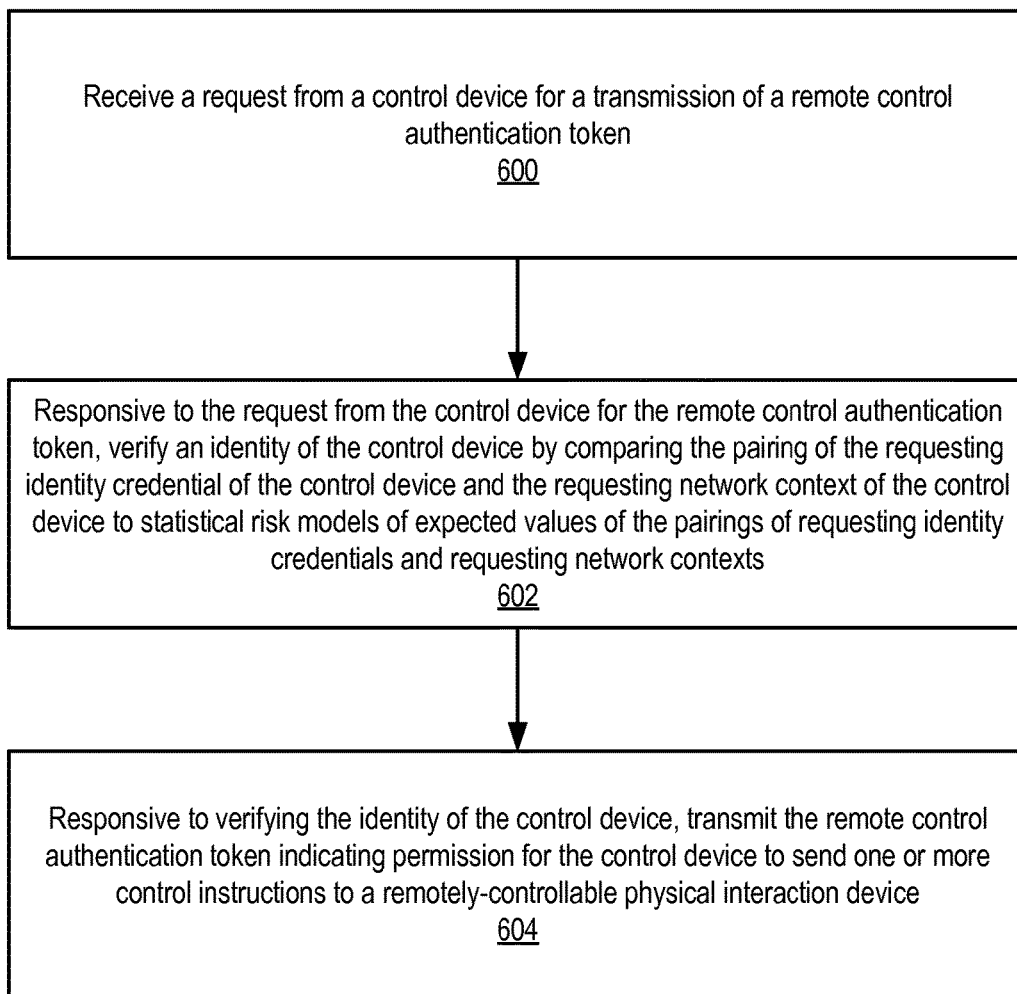 Receive a request from a control device for a transmission of a remote control
authentication token
600
Responsive to the request from the control device for the remote control authentication
token, verify an identity of the control device by comparing the pairing of the requesting
identity credential of the control device and the requesting network context of the control
device to statistical risk models of expected values of the pairings of requesting identity
credentials and requesting network contexts
602
Responsive to verifying the identity of the control device, transmit the remote control
authentication token indicating permission for the control device to send one or more
control instructions to a remotely-controllable physical interaction device
604